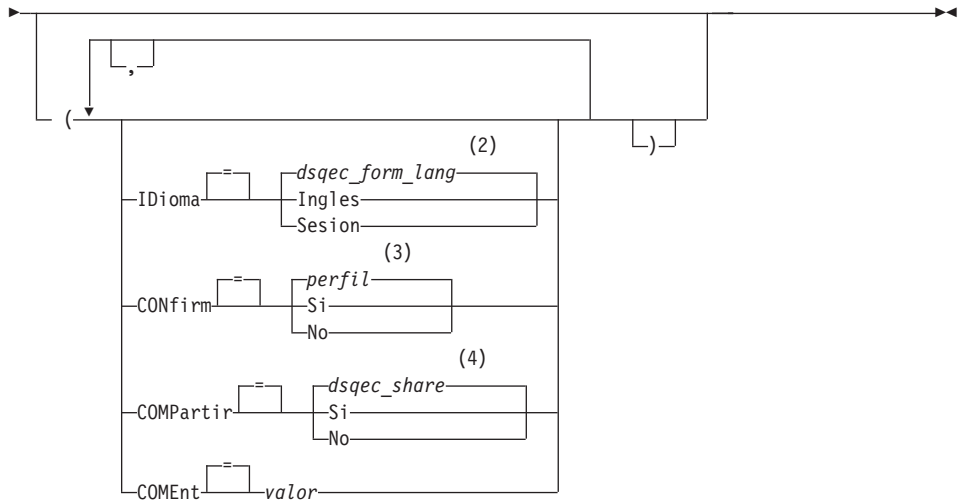 ,
(
)
(2)
=
dsqec_form_lang
IDioma
Ingles
Sesion
(3)
=
perfil
CONfirm
Si
No
(4)
=
dsqec_share
COMPartir
Si
No
=
COMEnt valor